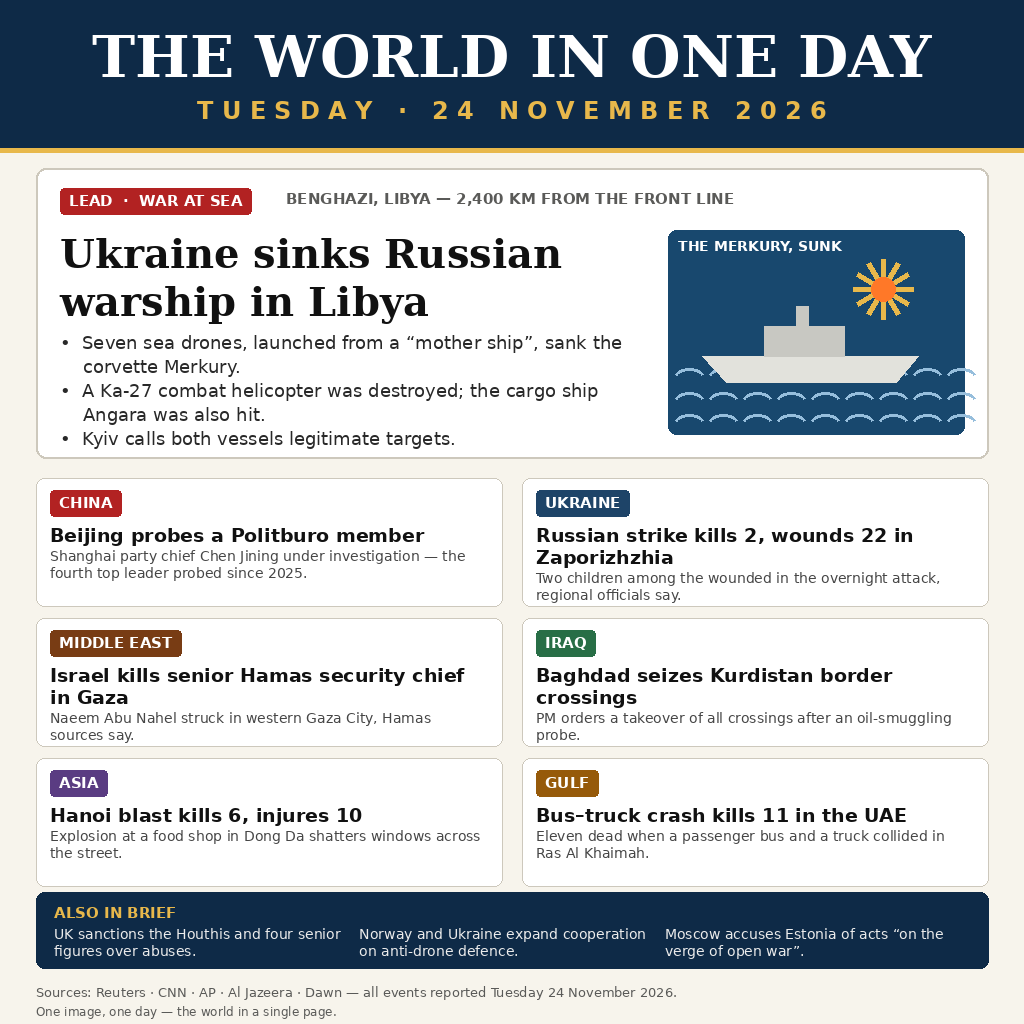 THE WORLD IN ONE DAY
TUESDAY · 24 NOVEMBER 2026
LEAD · WAR AT SEA
BENGHAZI, LIBYA — 2,400 KM FROM THE FRONT LINE
Ukraine sinks Russian
warship in Libya
• Seven sea drones, launched from a “mother ship”, sank the
corvette Merkury.
• A Ka-27 combat helicopter was destroyed; the cargo ship
Angara was also hit.
• Kyiv calls both vessels legitimate targets.
THE MERKURY, SUNK
CHINA
Beijing probes a Politburo member
Shanghai party chief Chen Jining under investigation — the
fourth top leader probed since 2025.
UKRAINE
Russian strike kills 2, wounds 22 in
Zaporizhzhia
Two children among the wounded in the overnight attack,
regional officials say.
MIDDLE EAST
Israel kills senior Hamas security chief
in Gaza
Naeem Abu Nahel struck in western Gaza City, Hamas
sources say.
IRAQ
Baghdad seizes Kurdistan border
crossings
PM orders a takeover of all crossings after an oil-smuggling
probe.
ASIA
Hanoi blast kills 6, injures 10
Explosion at a food shop in Dong Da shatters windows across
the street.
GULF
Bus–truck crash kills 11 in the UAE
Eleven dead when a passenger bus and a truck collided in
Ras Al Khaimah.
ALSO IN BRIEF
UK sanctions the Houthis and four senior
figures over abuses.
Norway and Ukraine expand cooperation
on anti-drone defence.
Moscow accuses Estonia of acts “on the
verge of open war”.
Sources: Reuters · CNN · AP · Al Jazeera · Dawn — all events reported Tuesday 24 November 2026.
One image, one day — the world in a single page.